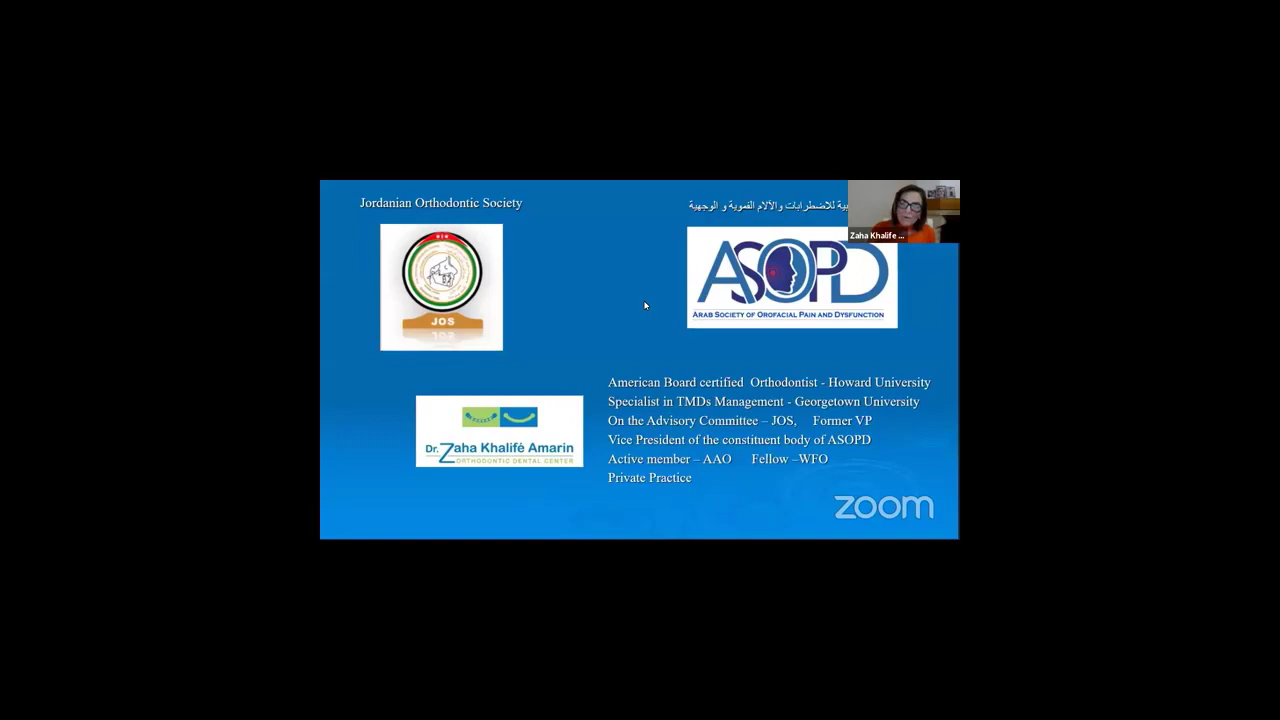 Jordanian Orthodontic Society
للاضطرابات والآلام الفموية و الوجهية
Zaha Khalife ...
JOS
ASOPD
ARAB SOCIETY OF OROFACIAL PAIN AND DYSFUNCTION
Dr. Zaha Khalifé Amarin
ORTHODONTIC DENTAL CENTER
American Board certified Orthodontist - Howard University
Specialist in TMDs Management - Georgetown University
On the Advisory Committee – JOS, Former VP
Vice President of the constituent body of ASOPD
Active member – AAO Fellow –WFO
Private Practice
zoom